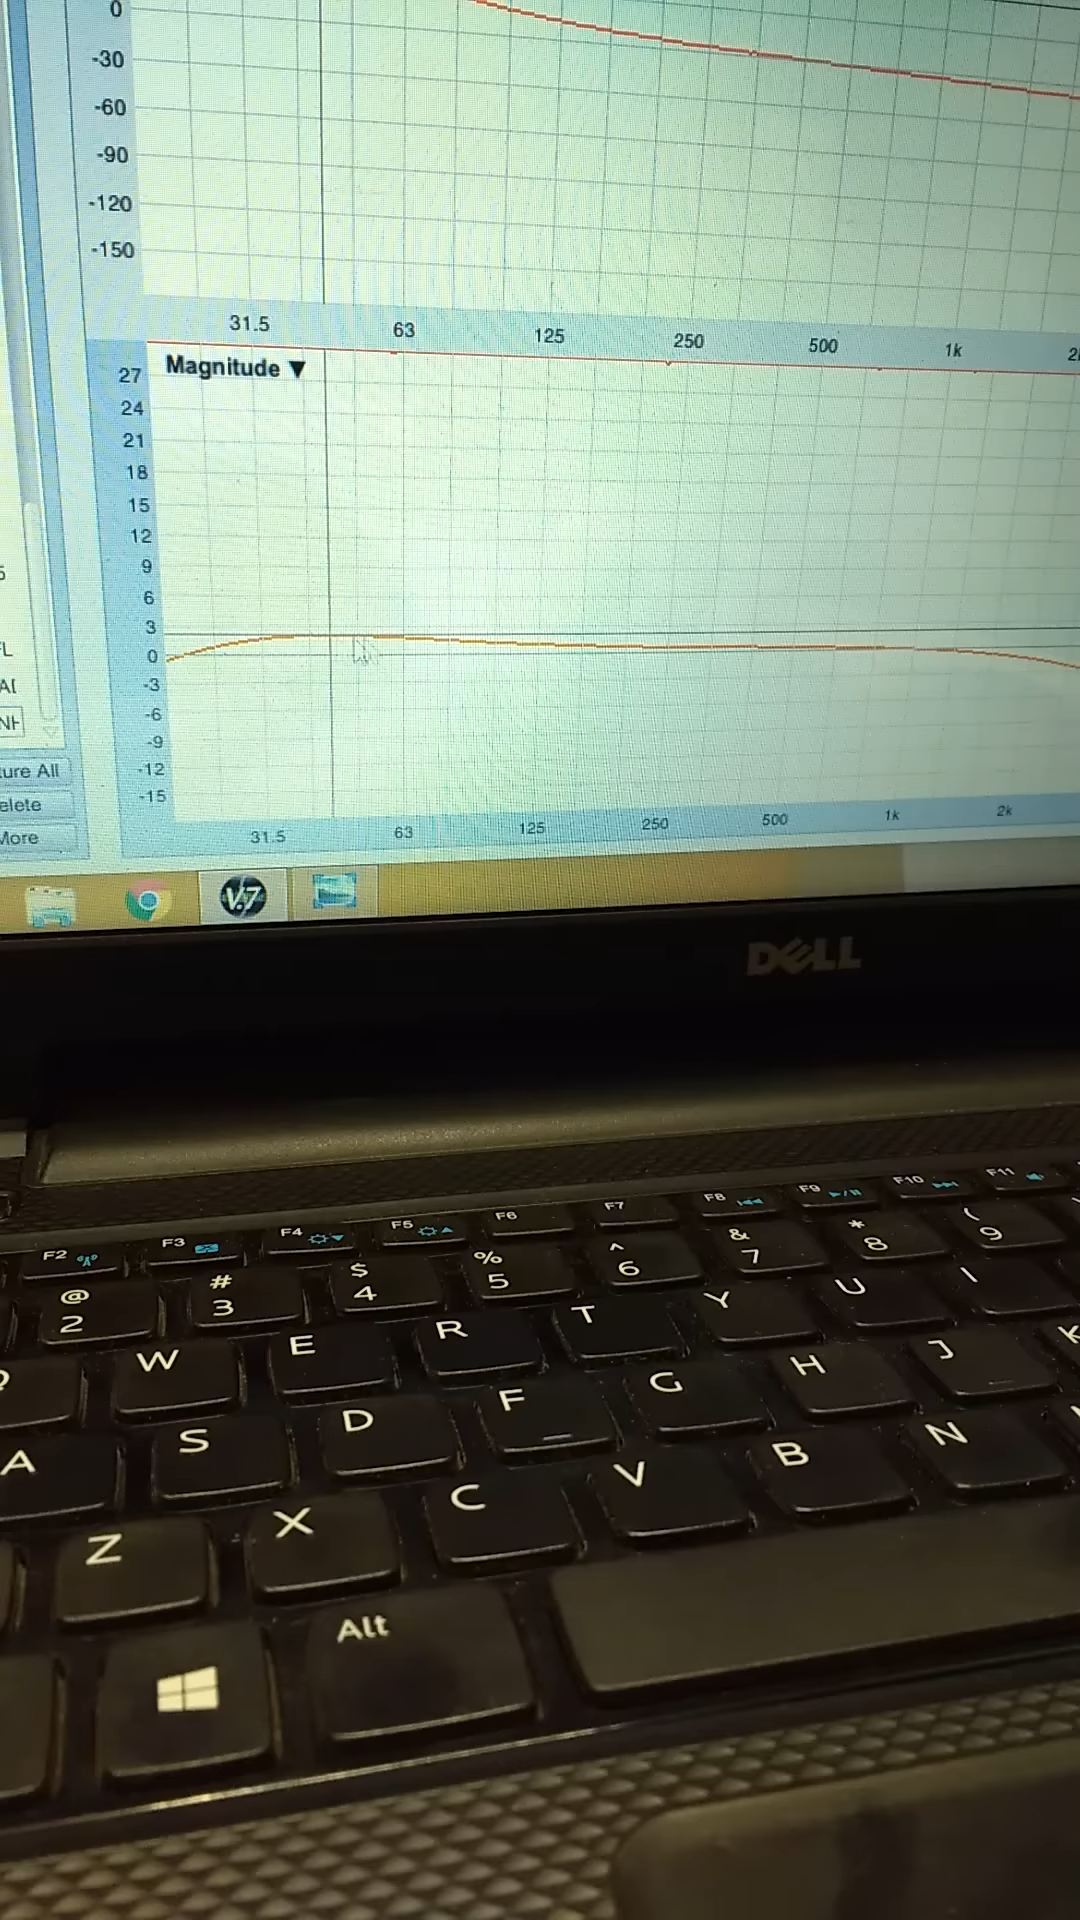 0
-30
-60
-90
-120
-150
31.5 63 125 250 500 1k
Magnitude ▼
27
24
21
18
15
12
9
6
3
0
-3
-6
-9
-12
-15
31.5 63 125 250 500 1k 2k
ure All
elete
More
V.7
DELL
F2 F3 F4 F5 F6 F7 F8 F9 F10 F11
@ # $ % ^ & * (
2 3 4 5 6 7 8 9
W E R T Y U I
A S D F G H J K
Z X C V B N
Alt